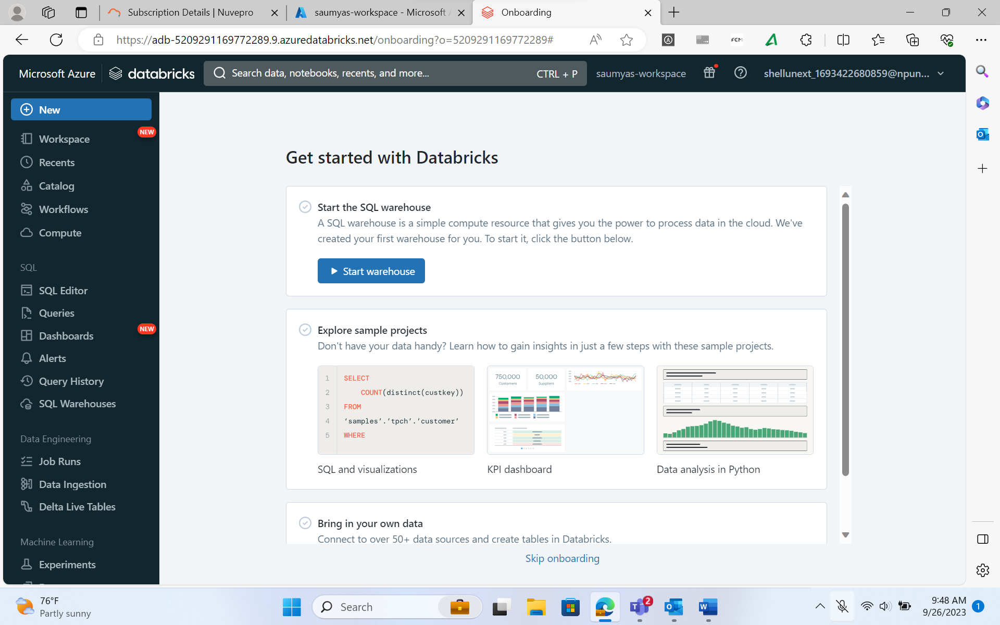 Subscription Details | Nuvepro
saumyas-workspace - Microsoft A
Onboarding
https://adb-5209291169772289.9.azuredatabricks.net/onboarding?o=5209291169772289#
Microsoft Azure
databricks
Search data, notebooks, recents, and more...
CTRL + P
saumyas-workspace
shellunext_1693422680859@npun...
New
Workspace
NEW
Recents
Catalog
Workflows
Compute
SQL
SQL Editor
Queries
Dashboards
NEW
Alerts
Query History
SQL Warehouses
Data Engineering
Job Runs
Data Ingestion
Delta Live Tables
Machine Learning
Experiments
Get started with Databricks
Start the SQL warehouse
A SQL warehouse is a simple compute resource that gives you the power to process data in the cloud. We've
created your first warehouse for you. To start it, click the button below.
Start warehouse
Explore sample projects
Don't have your data handy? Learn how to gain insights in just a few steps with these sample projects.
1 SELECT
2 COUNT(distinct(custkey))
3 FROM
4 ‘samples’.’tpch’.’customer’
5 WHERE
750,000
Customers
50,000
Suppliers
SQL and visualizations
KPI dashboard
Data analysis in Python
Bring in your own data
Connect to over 50+ data sources and create tables in Databricks.
Skip onboarding
76°F
Partly sunny
Search
2
9:48 AM
9/26/2023
1